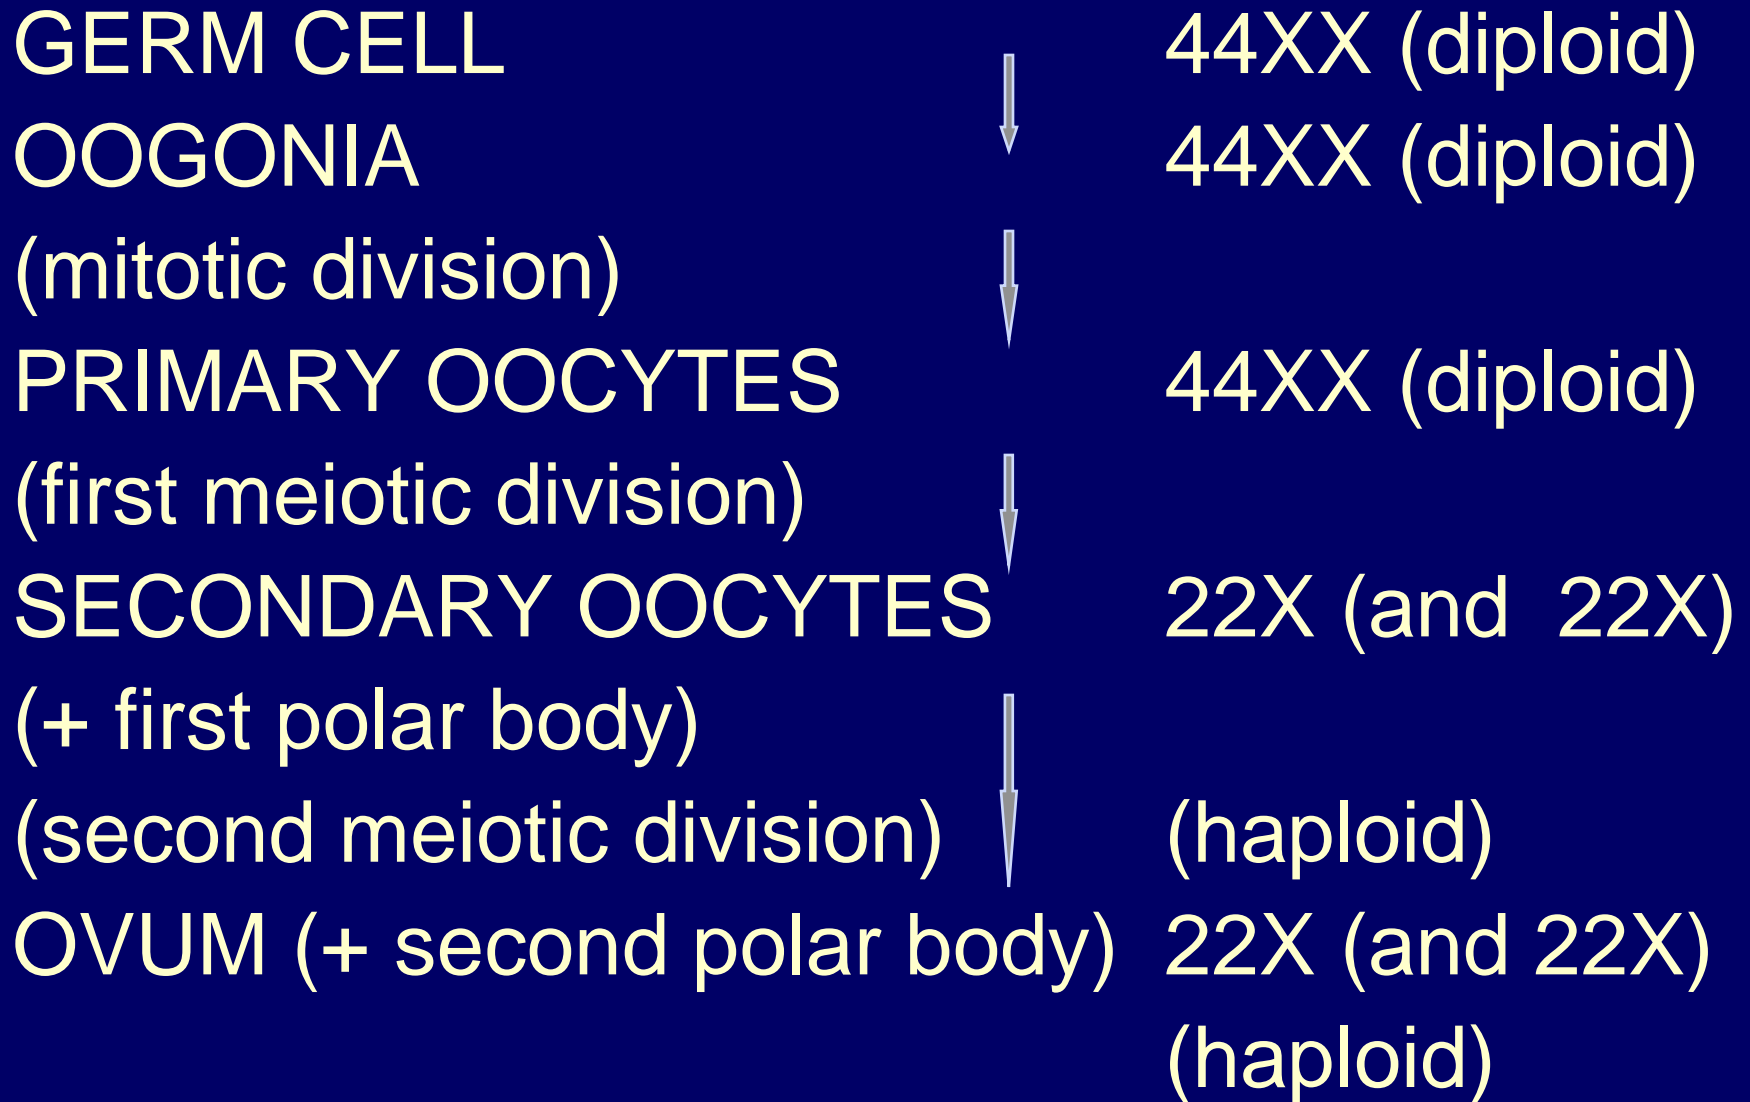 GERM CELL 44XX (diploid)
OOGONIA 44XX (diploid)
(mitotic division)
PRIMARY OOCYTES 44XX (diploid)
(first meiotic division)
SECONDARY OOCYTES 22X (and 22X)
(+ first polar body)
(second meiotic division) (haploid)
OVUM (+ second polar body) 22X (and 22X)
(haploid)